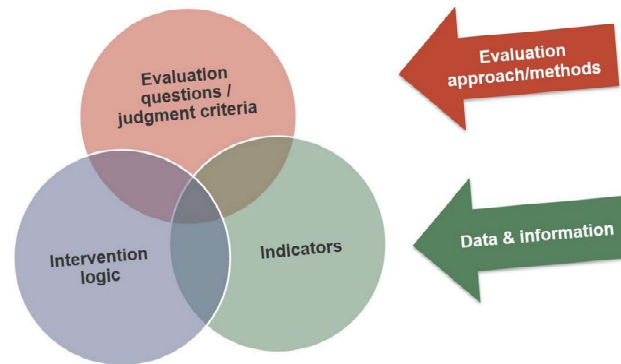 Evaluation
questions /
judgment criteria
Evaluation
approach/methods
Intervention
logic
Indicators
Data & information